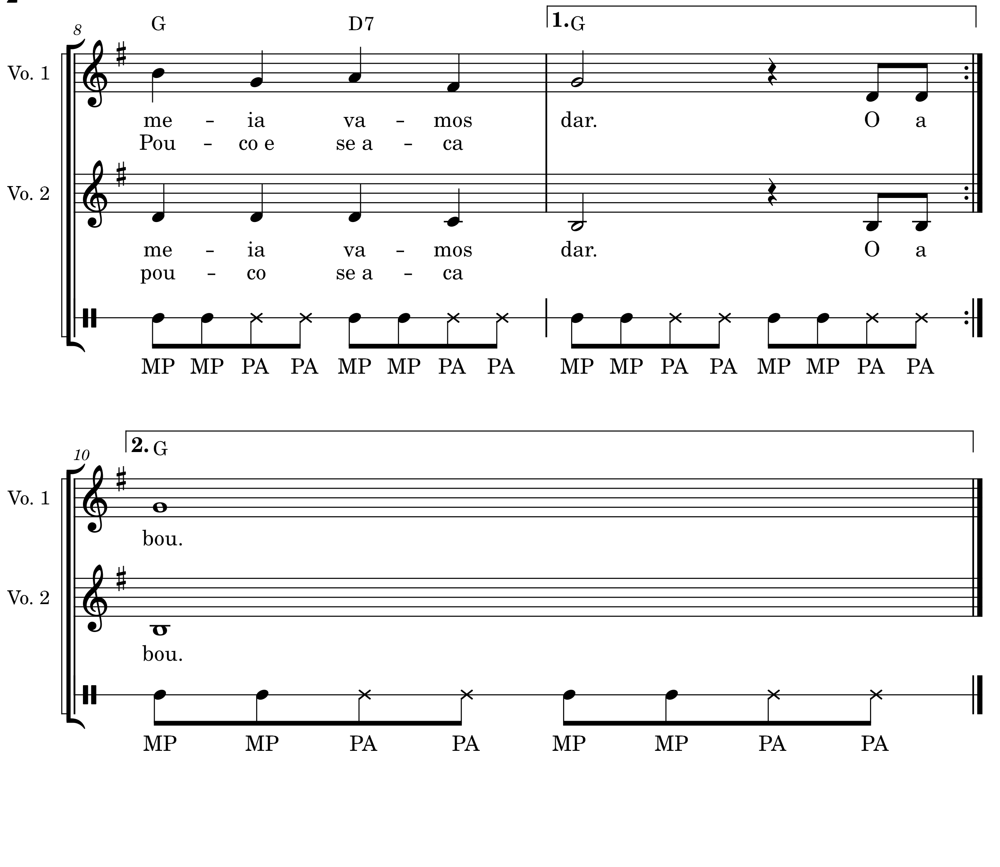 2
G D7 1. G
8
Vo. 1
me - ia va - mos dar. O a
Pou - co e se a - ca
Vo. 2
me - ia va - mos dar. O a
pou - co se a - ca
MP MP PA PA MP MP PA PA MP MP PA PA MP MP PA PA
2. G
10
Vo. 1
bou.
Vo. 2
bou.
MP MP PA PA MP MP PA PA